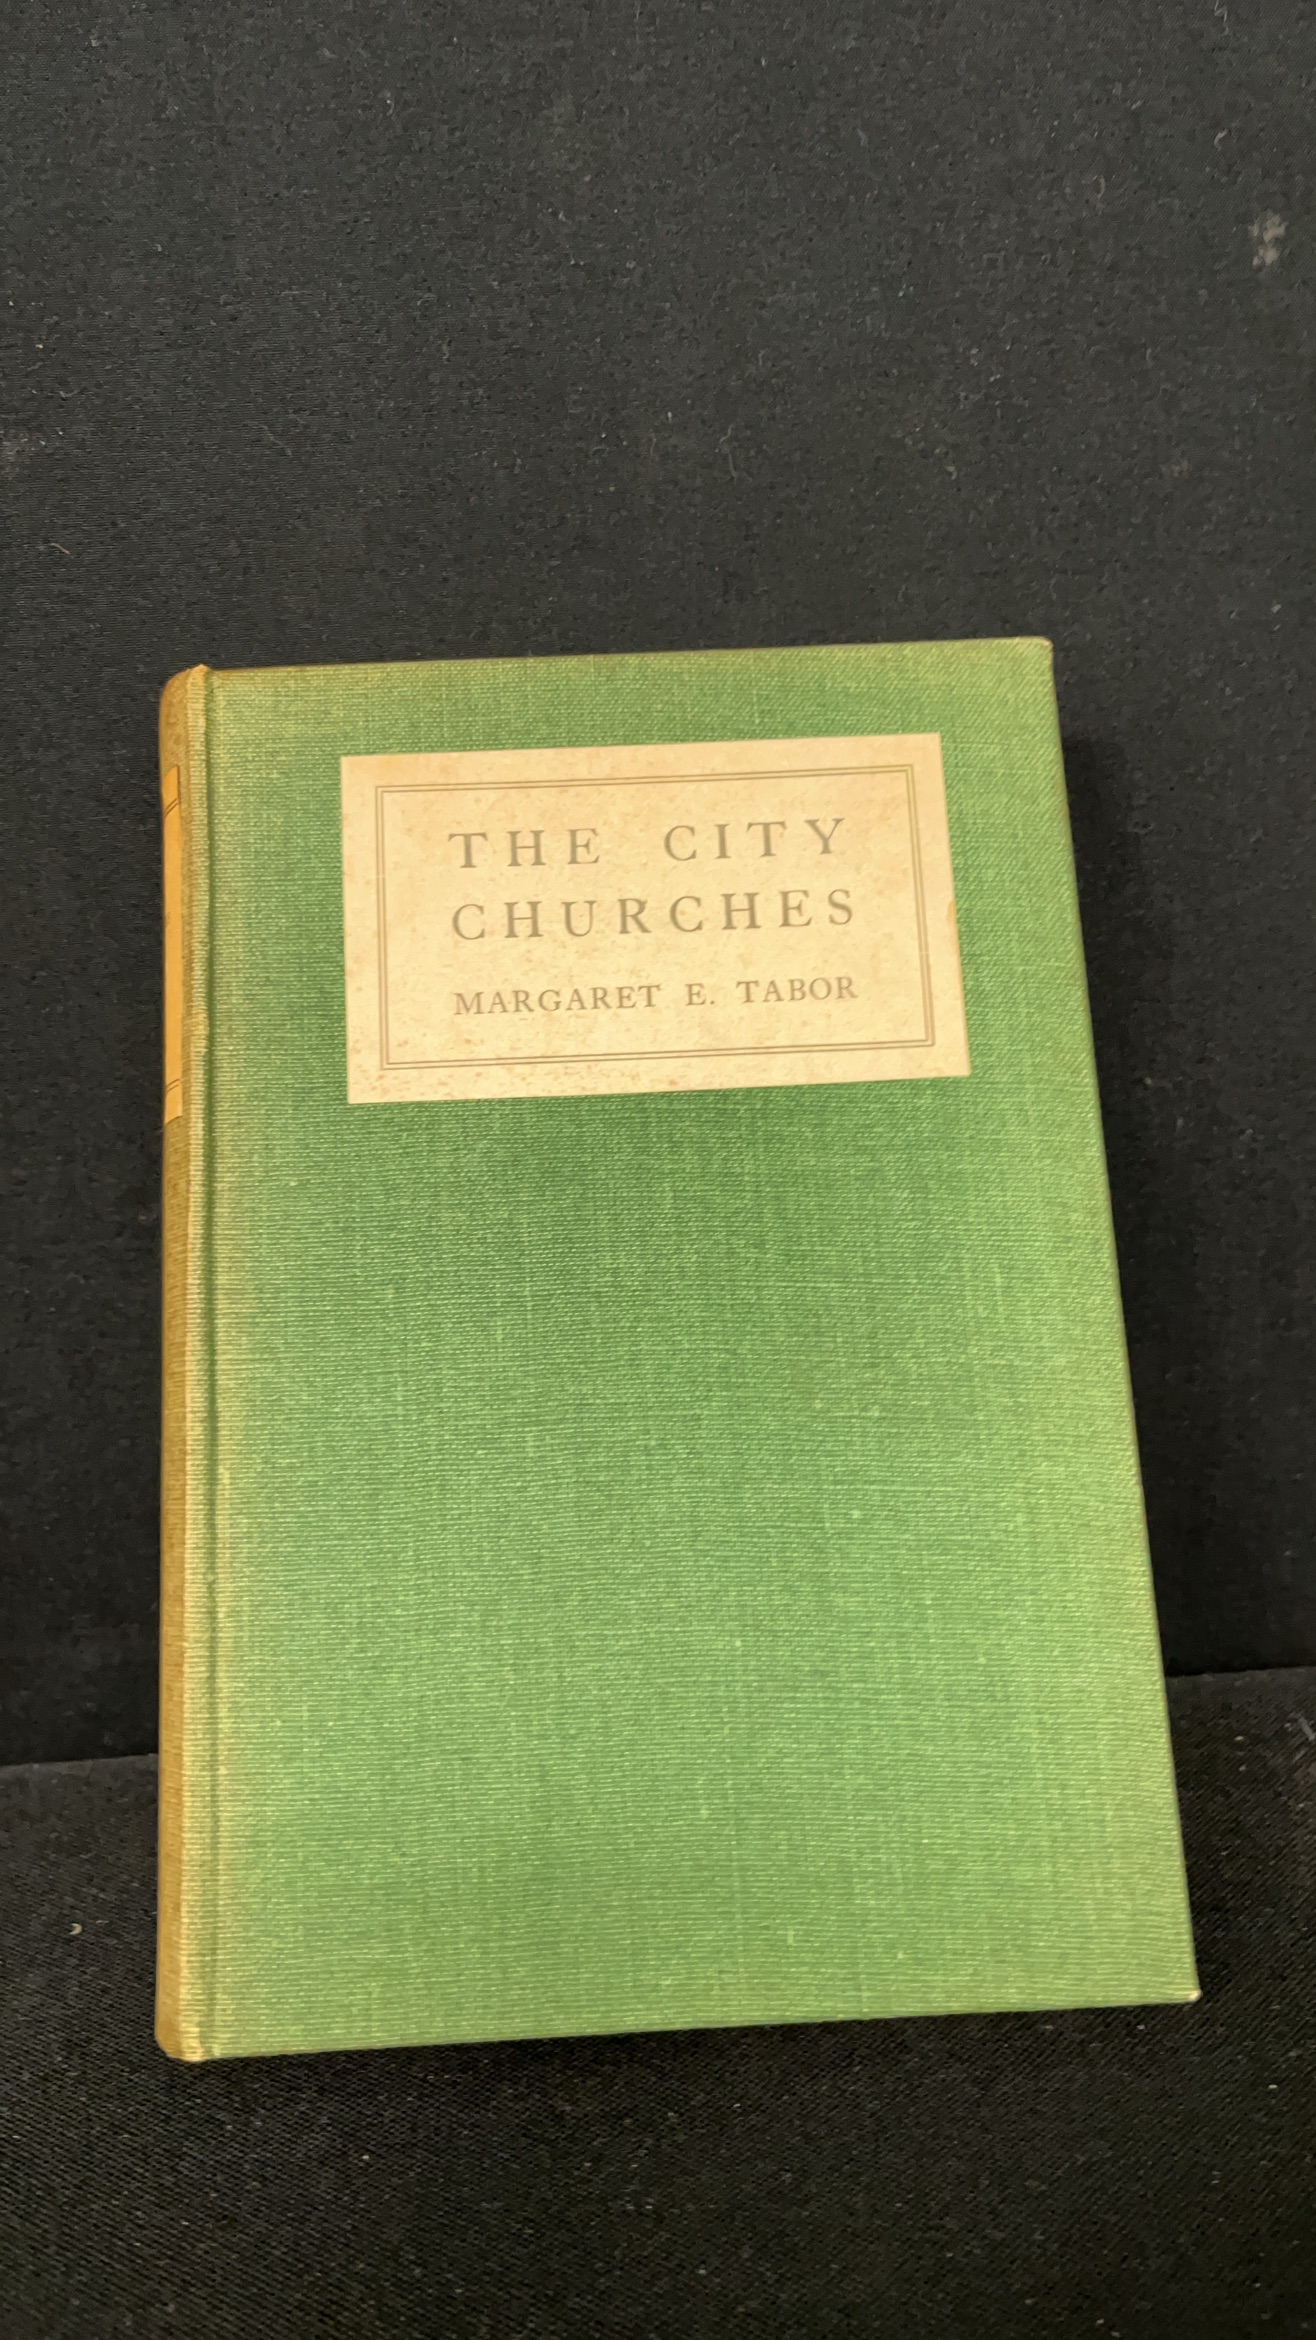 THE CITY
CHURCHES
MARGARET E. TABOR